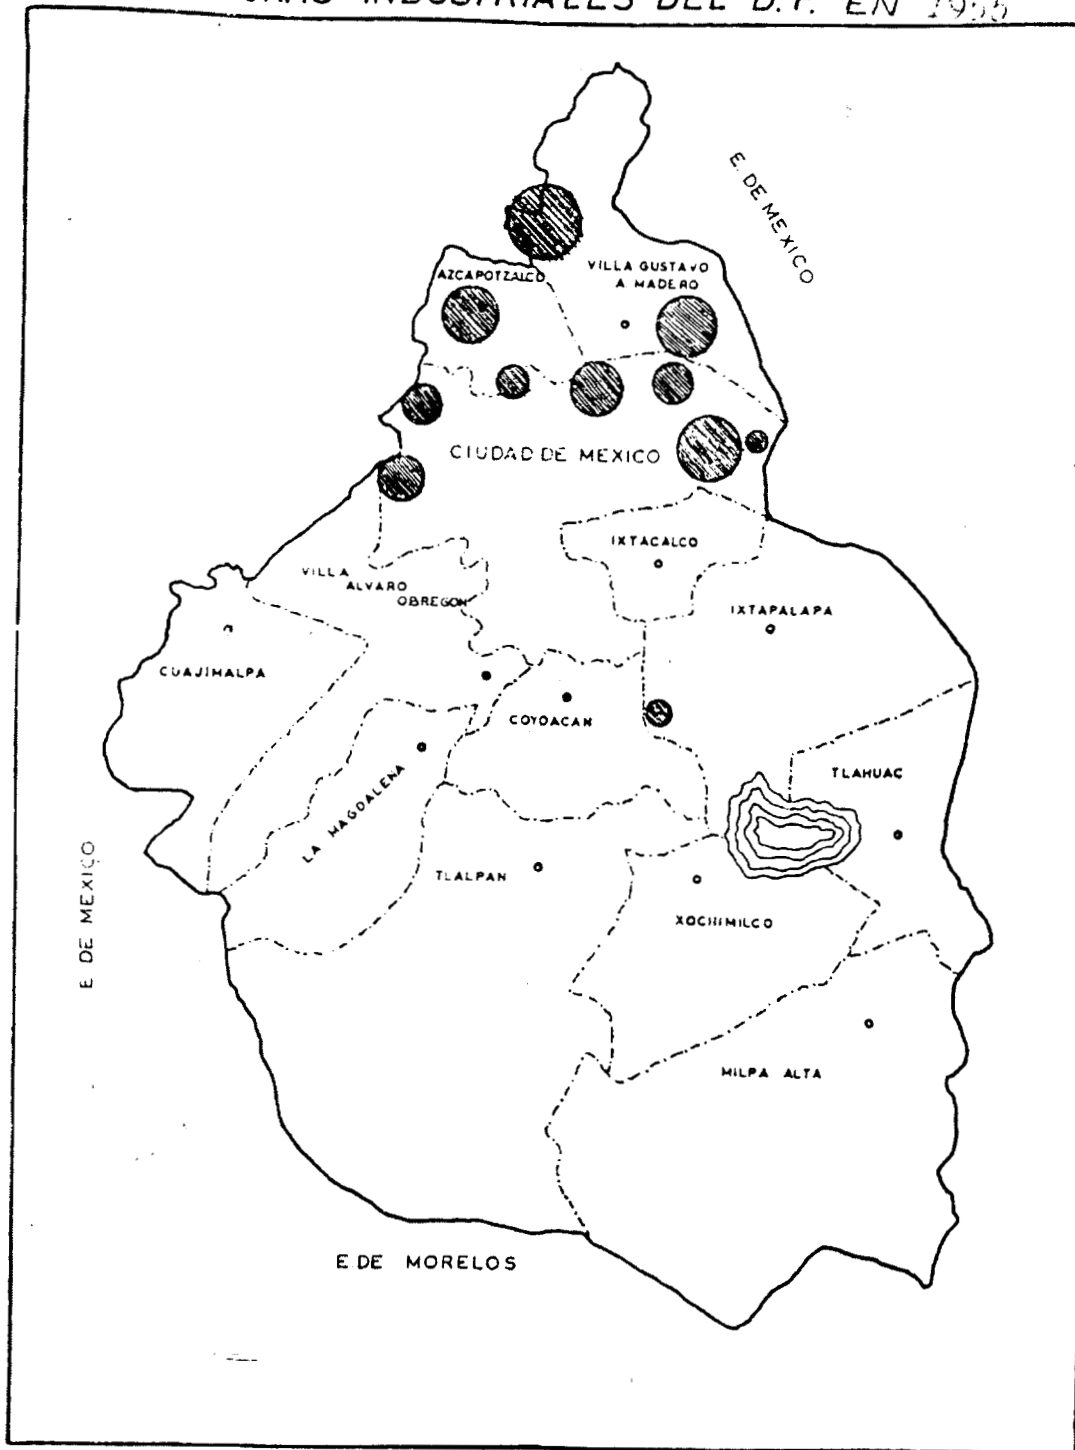 INDUSTRIALES DEL D.F. EN 1955
E. DE MEXICO
AZCAPOTZALCO
VILLA GUSTAVO
A. MADERO
CIUDAD DE MEXICO
IXTACALCO
VILLA
ALVARO
OBREGON
IXTAPALAPA
CUAJIMALPA
COYOACAN
TLAHUAC
LA MAGDALENA
E DE MEXICO
TLALPAN
XOCHIMILCO
MILPA ALTA
E.DE MORELOS